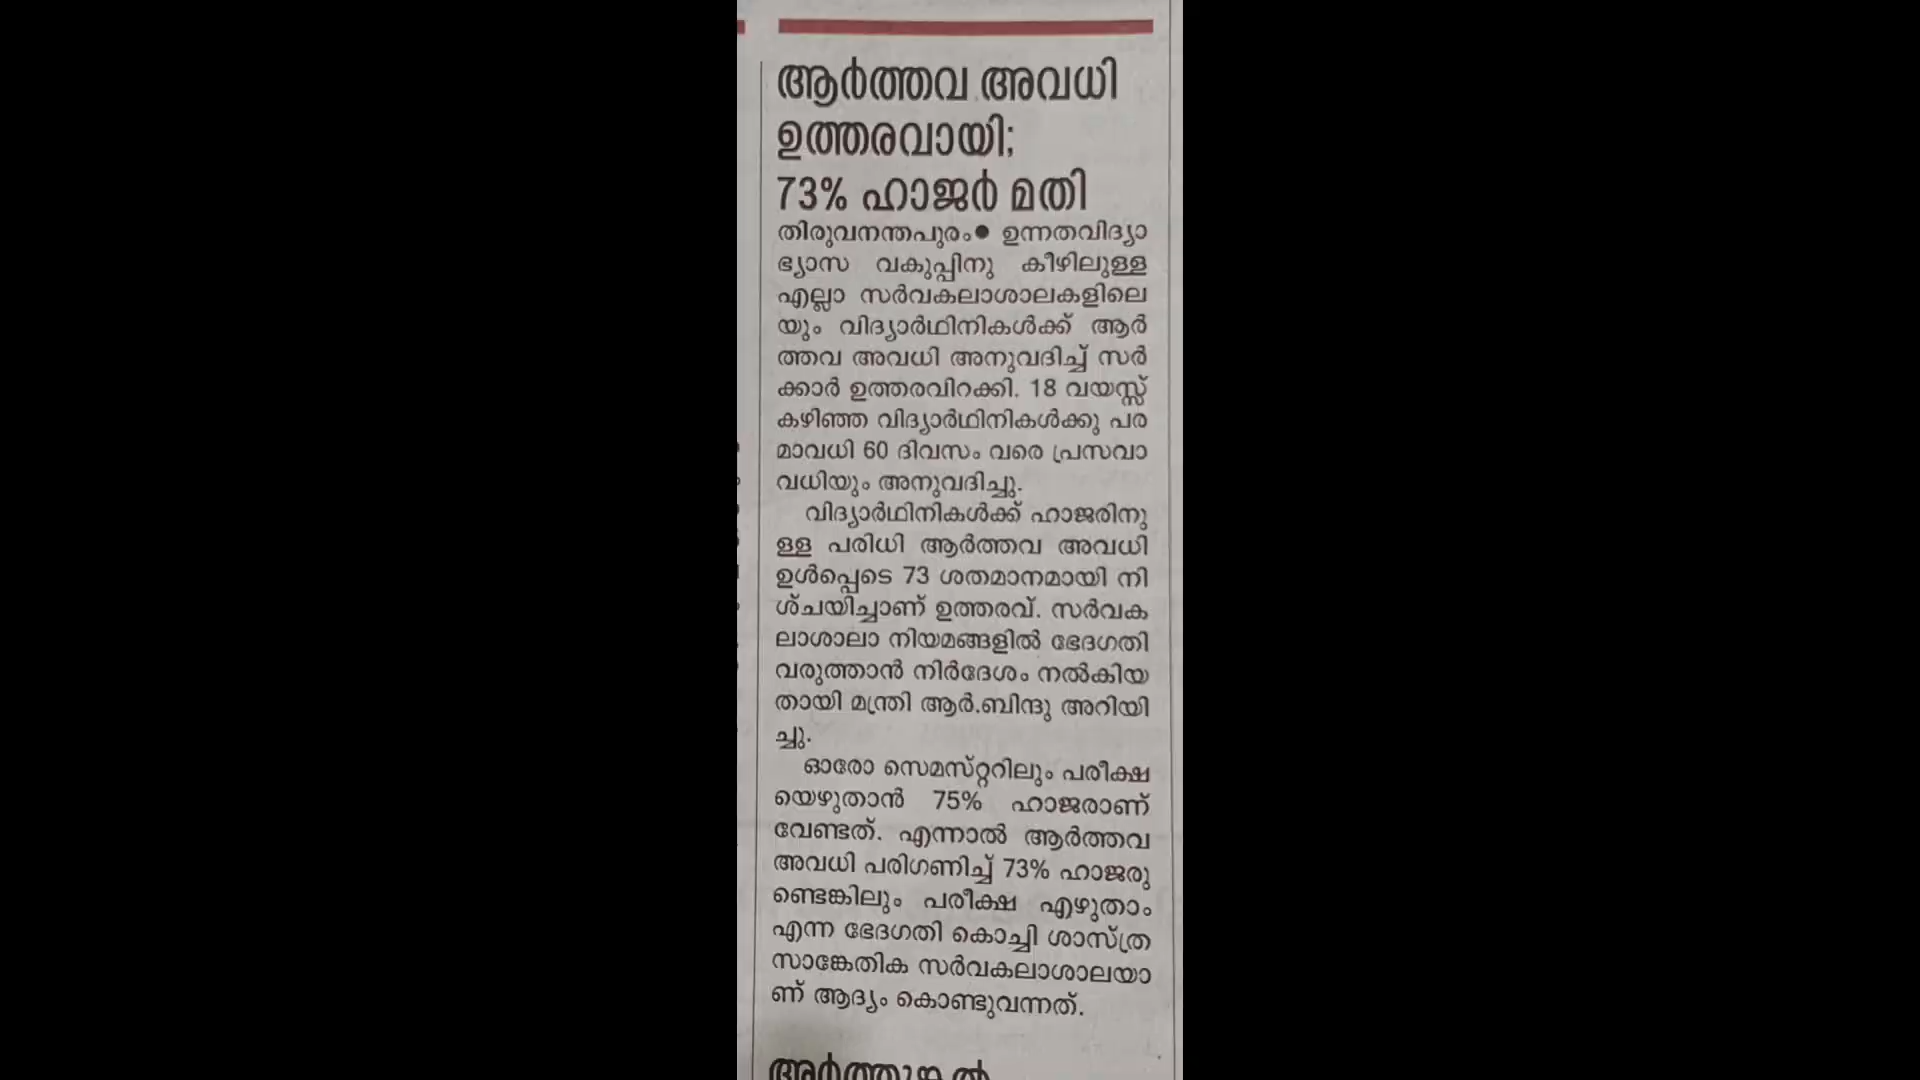 ആർത്തവ അവധി
ഉത്തരവായി;
73% ഹാജർ മതി
തിരുവനന്തപുരം● ഉന്നതവിദ്യാ
ഭ്യാസ വകുപ്പിനു കീഴിലുള്ള
എല്ലാ സർവകലാശാലകളിലെ
യും വിദ്യാർഥിനികൾക്ക് ആർ
ത്തവ അവധി അനുവദിച്ച് സർ
ക്കാർ ഉത്തരവിറക്കി. 18 വയസ്സ്
കഴിഞ്ഞ വിദ്യാർഥിനികൾക്കു പര
മാവധി 60 ദിവസം വരെ പ്രസവാ
വധിയും അനുവദിച്ചു.
വിദ്യാർഥിനികൾക്ക് ഹാജരിനു
ള്ള പരിധി ആർത്തവ അവധി
ഉൾപ്പെടെ 73 ശതമാനമായി നി
ശ്ചയിച്ചാണ് ഉത്തരവ്. സർവക
ലാശാലാ നിയമങ്ങളിൽ ഭേദഗതി
വരുത്താൻ നിർദേശം നൽകിയ
തായി മന്ത്രി ആർ.ബിന്ദു അറിയി
ച്ചു.
ഓരോ സെമസ്റ്ററിലും പരീക്ഷ
യെഴുതാൻ 75% ഹാജരാണ്
വേണ്ടത്. എന്നാൽ ആർത്തവ
അവധി പരിഗണിച്ച് 73% ഹാജരു
ണ്ടെങ്കിലും പരീക്ഷ എഴുതാം
എന്ന ഭേദഗതി കൊച്ചി ശാസ്ത്ര
സാങ്കേതിക സർവകലാശാലയാ
ണ് ആദ്യം കൊണ്ടുവന്നത്.